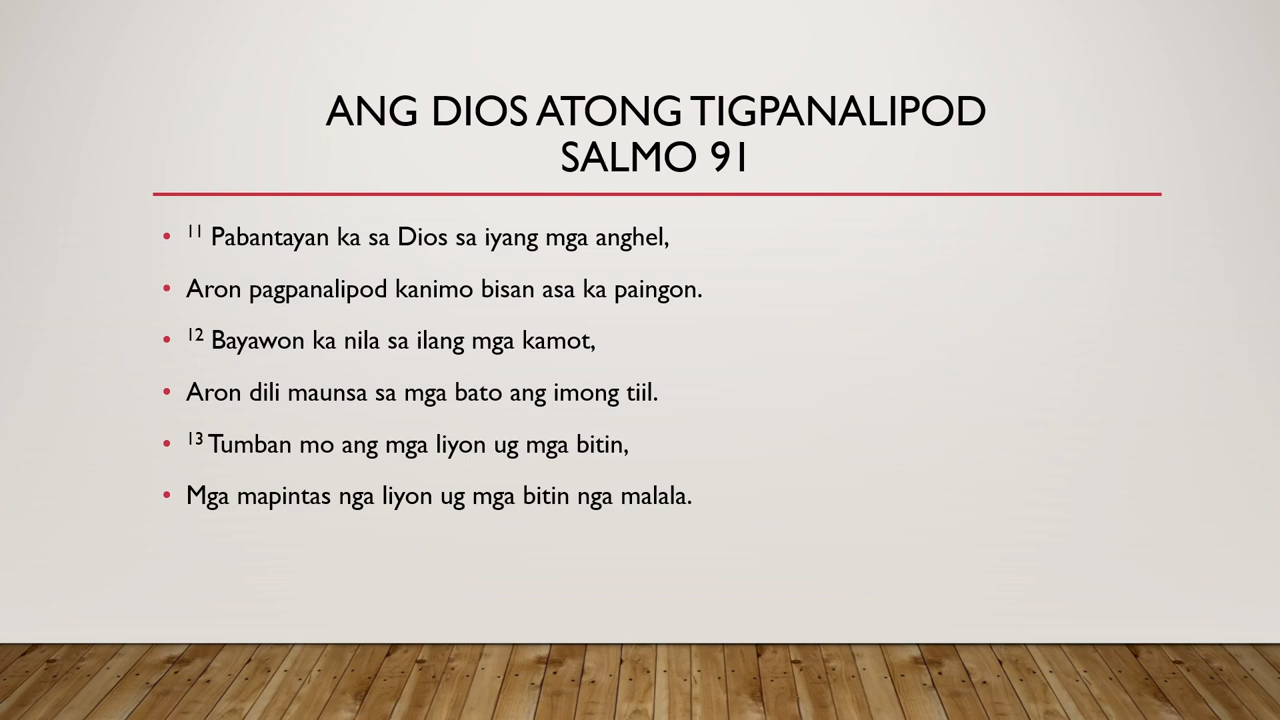 ANG DIOS ATONG TIGPANALIPOD
SALMO 91
• ¹¹ Pabantayan ka sa Dios sa iyang mga anghel,
• Aron pagpanalipod kanimo bisan asa ka paingon.
• ¹² Bayawon ka nila sa ilang mga kamot,
• Aron dili maunsa sa mga bato ang imong tiil.
• ¹³ Tumban mo ang mga liyon ug mga bitin,
• Mga mapintas nga liyon ug mga bitin nga malala.